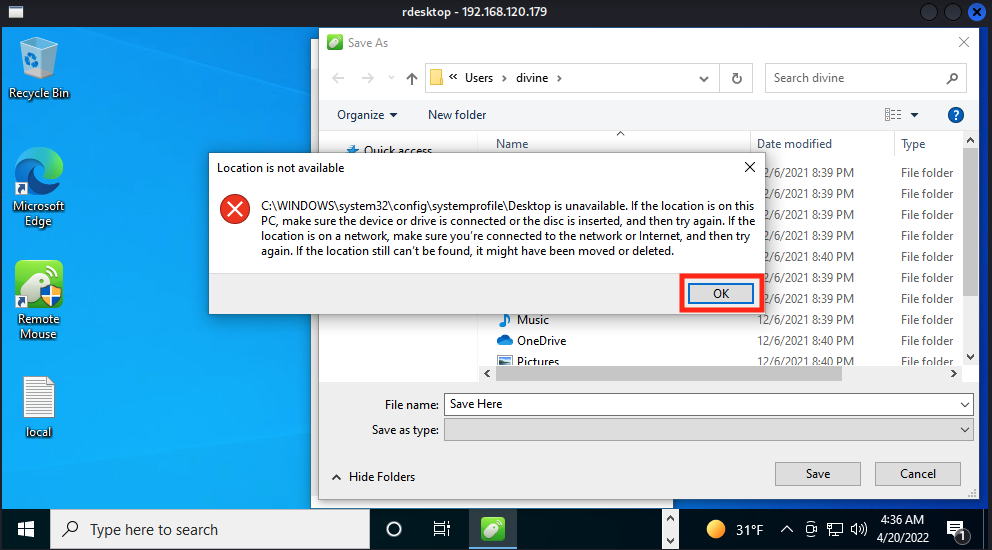 rdesktop - 192.168.120.179
Recycle Bin
Microsoft
Edge
Remote
Mouse
local
Save As
« Users › divine ›
Search divine
Organize
New folder
Quick access
Name
Date modified
Type
12/6/2021 8:39 PM File folder
12/6/2021 8:39 PM File folder
12/6/2021 8:39 PM File folder
12/6/2021 8:39 PM File folder
12/6/2021 8:40 PM File folder
12/6/2021 8:39 PM File folder
12/6/2021 8:39 PM File folder
Music 12/6/2021 8:39 PM File folder
OneDrive 12/6/2021 8:40 PM File folder
Pictures 12/6/2021 8:40 PM File folder
Location is not available
C:\WINDOWS\system32\config\systemprofile\Desktop is unavailable. If the location is on this
PC, make sure the device or drive is connected or the disc is inserted, and then try again. If the
location is on a network, make sure you're connected to the network or Internet, and then try
again. If the location still can't be found, it might have been moved or deleted.
OK
File name: Save Here
Save as type:
Hide Folders
Save
Cancel
Type here to search
31°F
4:36 AM
4/20/2022
1